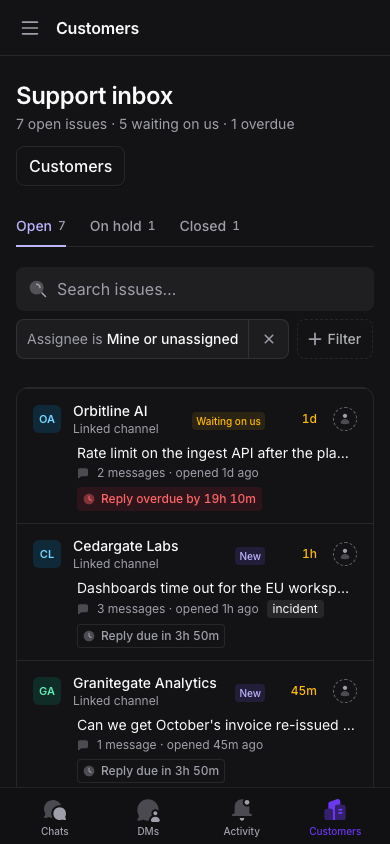 Customers
Support inbox
7 open issues · 5 waiting on us · 1 overdue
Customers
Open 7 On hold 1 Closed 1
Search issues...
Assignee is Mine or unassigned ✕ + Filter
OA Orbitline AI Waiting on us 1d
Linked channel
Rate limit on the ingest API after the pla...
2 messages · opened 1d ago
Reply overdue by 19h 10m
CL Cedargate Labs New 1h
Linked channel
Dashboards time out for the EU worksp...
3 messages · opened 1h ago incident
Reply due in 3h 50m
GA Granitegate Analytics New 45m
Linked channel
Can we get October's invoice re-issued ...
1 message · opened 45m ago
Reply due in 3h 50m
Chats DMs Activity Customers